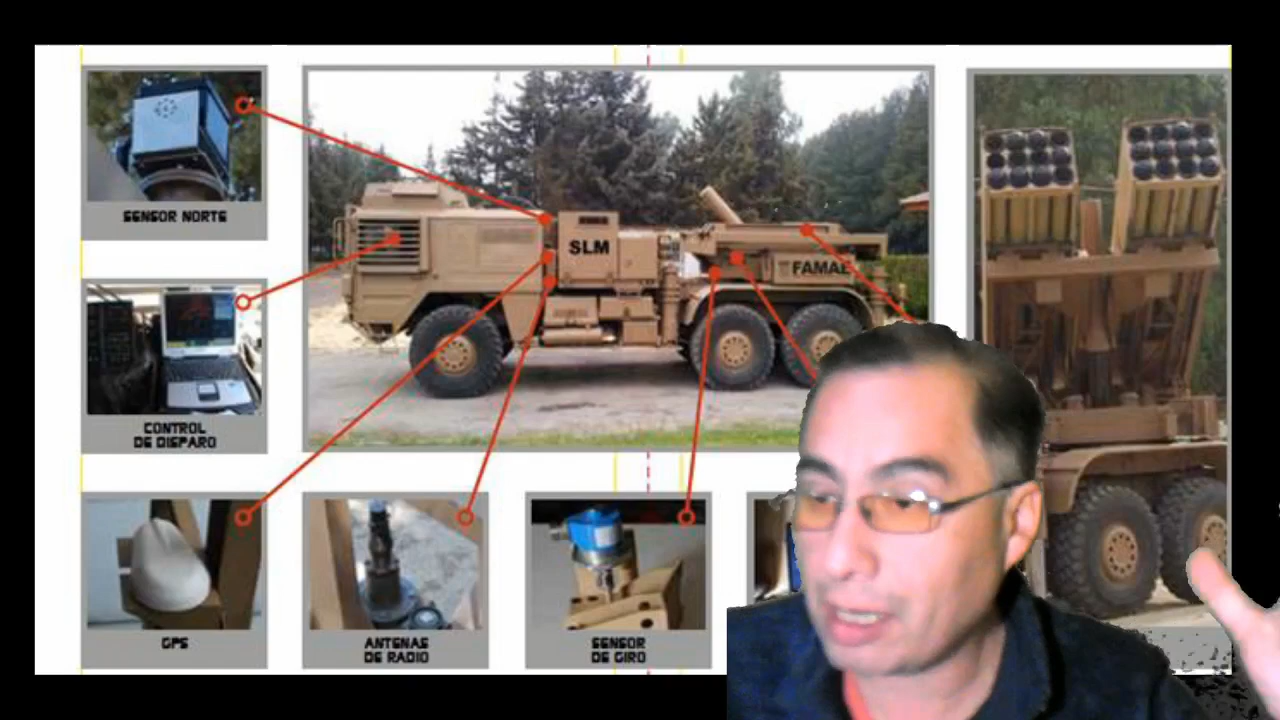 SENSOR NORTE
SLM
FAMAE
CONTROL
DE DISPARO
GPS
ANTENAS
DE RADIO
SENSOR
DE GIRO